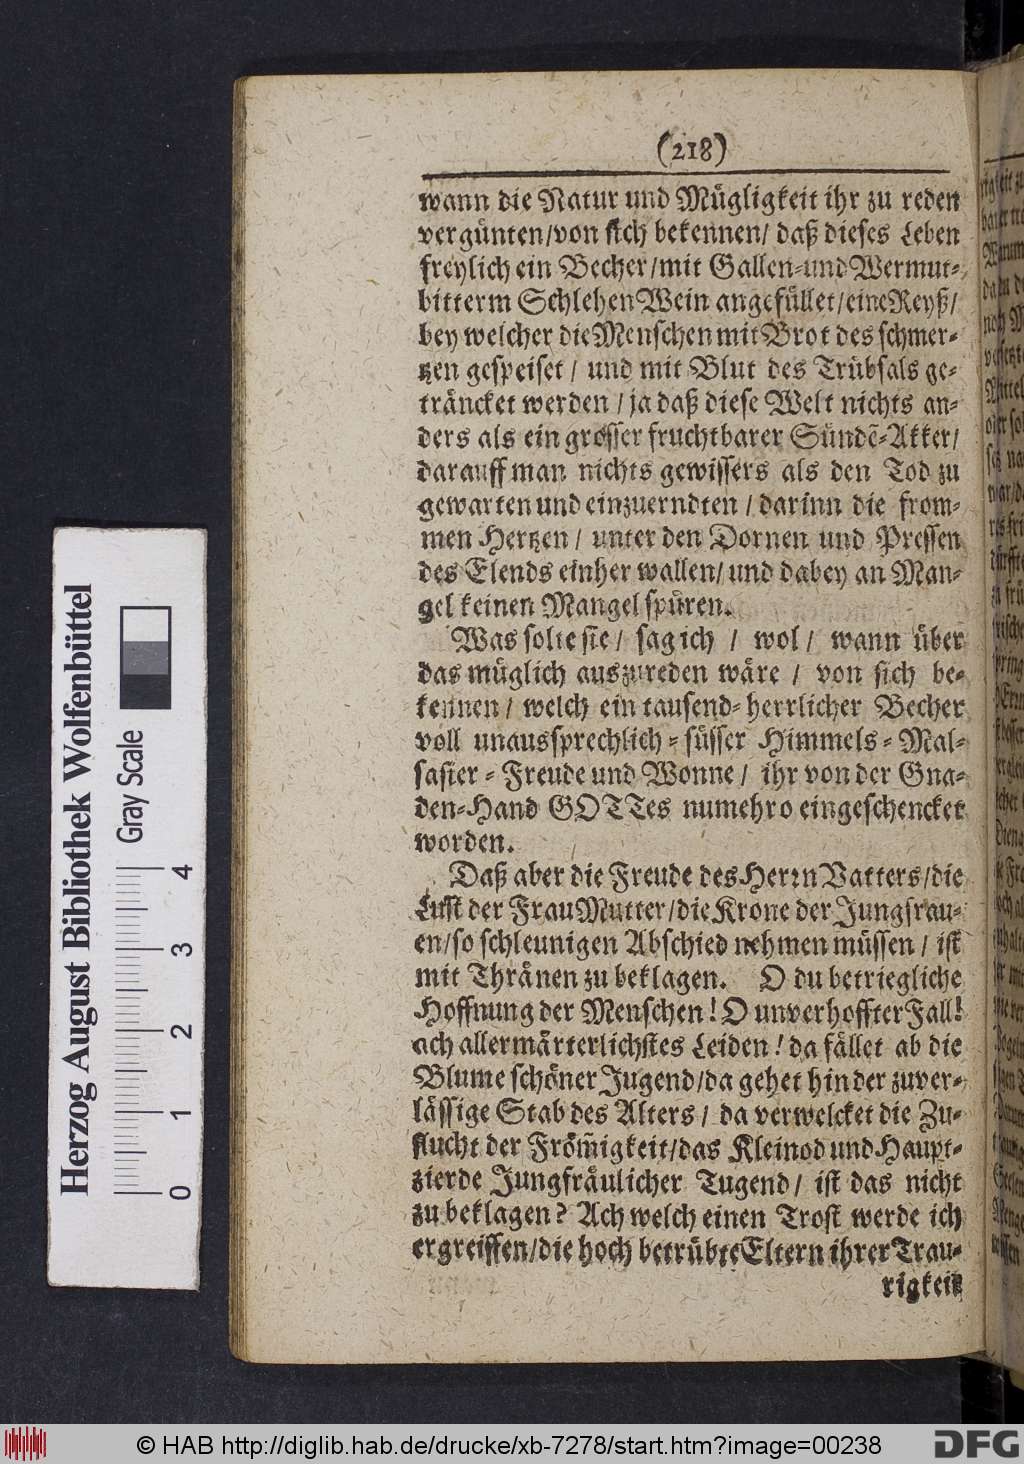 (218)
wann die Natur und Mügligkeit ihr zu reden
vergünten/von sich bekennen/ daß dieses Leben
freylich ein Becher/mit Gallen-und Wermut-
bitterm Schlehen Wein angefüllet/eine Reyß/
bey welcher die Menschen mit Brot des schmer-
tzen gespeiset/ und mit Blut des Trübsals ge-
träncket werden/ja daß diese Welt nichts an-
ders als ein grosser fruchtbarer Sündẽ-Akker/
darauff man nichts gewissers als den Tod zu
gewarten und einzuerndten/darinn die from-
men Hertzen/ unter den Dornen und Pressen
des Elends einher wallen/und dabey an Man-
gel keinen Mangel spüren.
Was solte sie/ sag ich / wol/ wann über
das müglich auszureden wäre / von sich be-
kennen/ welch ein tausend-herrlicher Becher
voll unaussprechlich-süsser Himmels-Mal-
sasier-Freude und Wonne/ ihr von der Gna-
den-Hand GOTTes numehro eingeschencket
worden.
Daß aber die Freude des Herrn Vatters/die
Lust der Frau Mutter/die Krone der Jungfrau-
en/so schleunigen Abschied nehmen müssen/ ist
mit Thränen zu beklagen. O du betriegliche
Hoffnung der Menschen! O unverhoffter Fall!
ach allermärterlichstes Leiden! da fället ab die
Blume schöner Jugend/da gehet hin der zuver-
lässige Stab des Alters/ da verwelcket die Zu-
flucht der Fröm̃igkeit/das Kleinod und Haupt-
zierde Jungfräulicher Tugend/ ist das nicht
zu beklagen? Ach welch einen Trost werde ich
ergreiffen/die hoch betrübte Eltern ihrer Trau-
rigkeit
Herzog August Bibliothek Wolfenbüttel
Gray Scale
0 1 2 3 4
© HAB http://diglib.hab.de/drucke/xb-7278/start.htm?image=00238
DFG